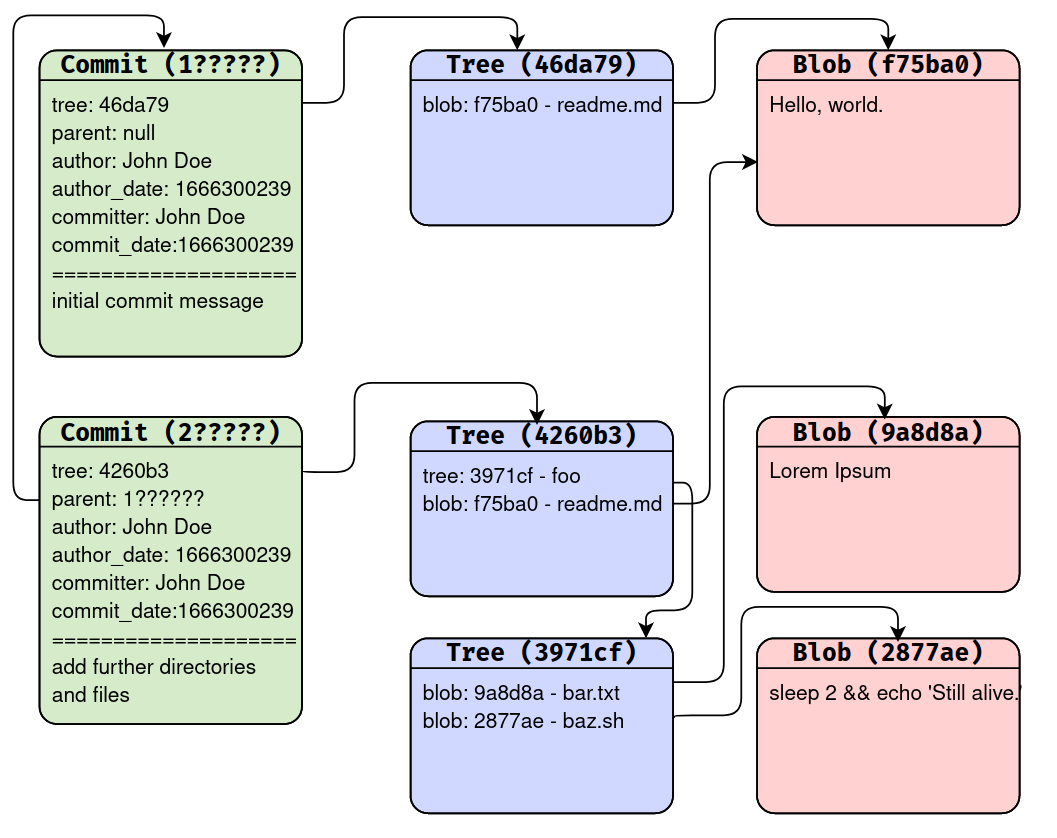 Commit (1?????)
tree: 46da79
parent: null
author: John Doe
author_date: 1666300239
committer: John Doe
commit_date:1666300239
====================
initial commit message
Tree (46da79)
blob: f75ba0 - readme.md
Blob (f75ba0)
Hello, world.
Commit (2?????)
tree: 4260b3
parent: 1??????
author: John Doe
author_date: 1666300239
committer: John Doe
commit_date:1666300239
====================
add further directories
and files
Tree (4260b3)
tree: 3971cf - foo
blob: f75ba0 - readme.md
Blob (9a8d8a)
Lorem Ipsum
Tree (3971cf)
blob: 9a8d8a - bar.txt
blob: 2877ae - baz.sh
Blob (2877ae)
sleep 2 && echo 'Still alive.'